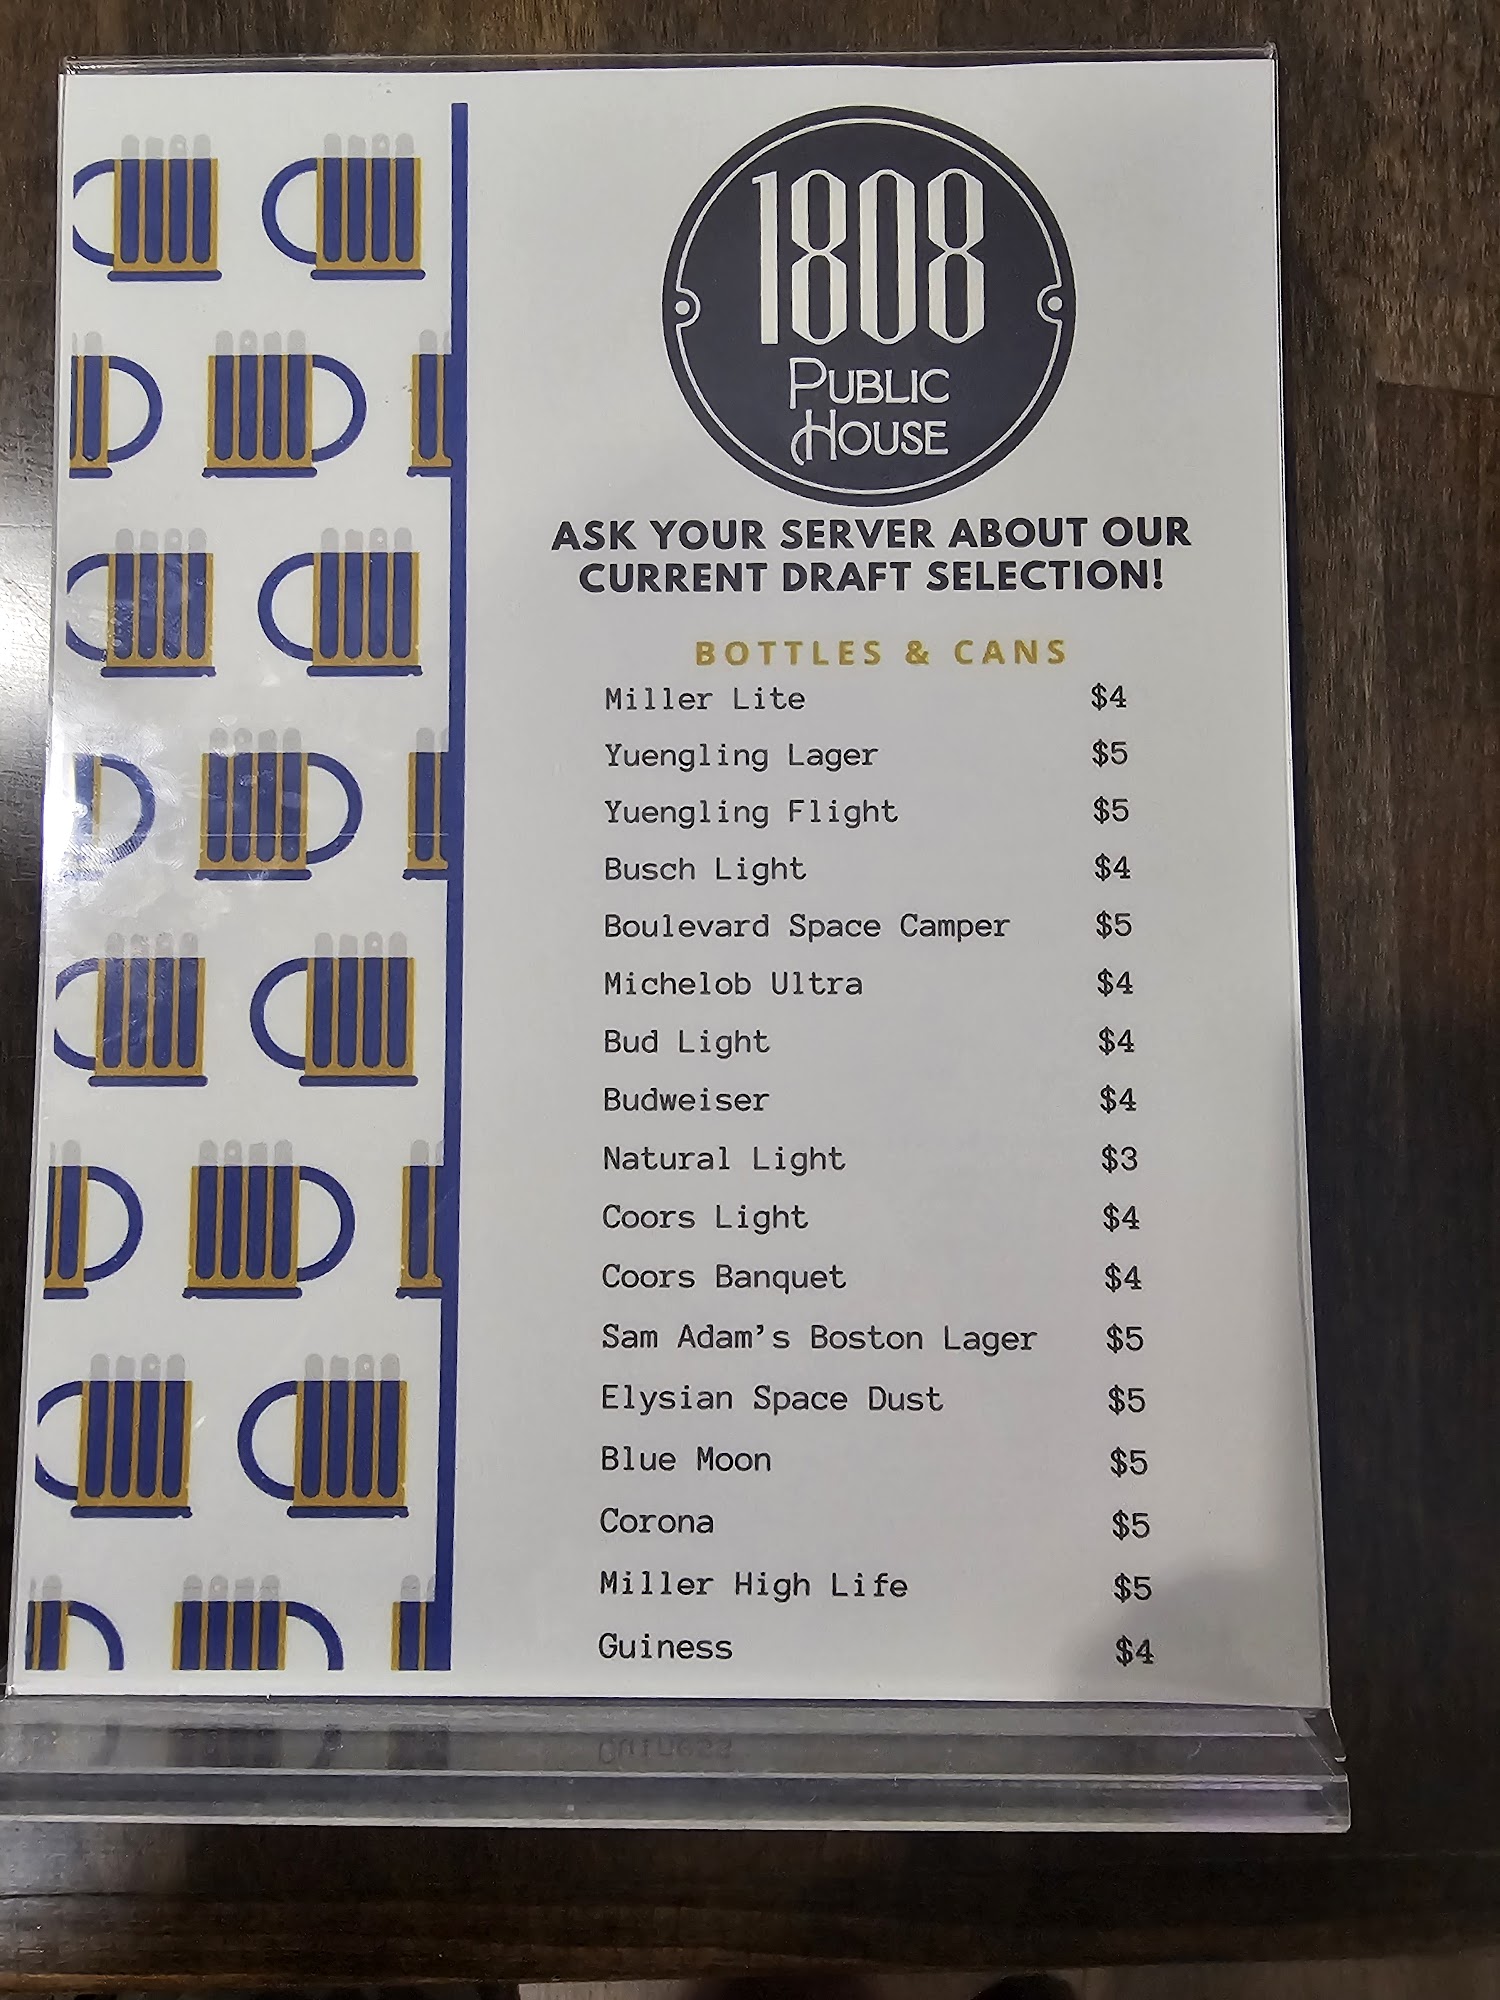 1808
PUBLIC
HOUSE
ASK YOUR SERVER ABOUT OUR
CURRENT DRAFT SELECTION!
BOTTLES & CANS
Miller Lite $4
Yuengling Lager $5
Yuengling Flight $5
Busch Light $4
Boulevard Space Camper $5
Michelob Ultra $4
Bud Light $4
Budweiser $4
Natural Light $3
Coors Light $4
Coors Banquet $4
Sam Adam's Boston Lager $5
Elysian Space Dust $5
Blue Moon $5
Corona $5
Miller High Life $5
Guiness $4